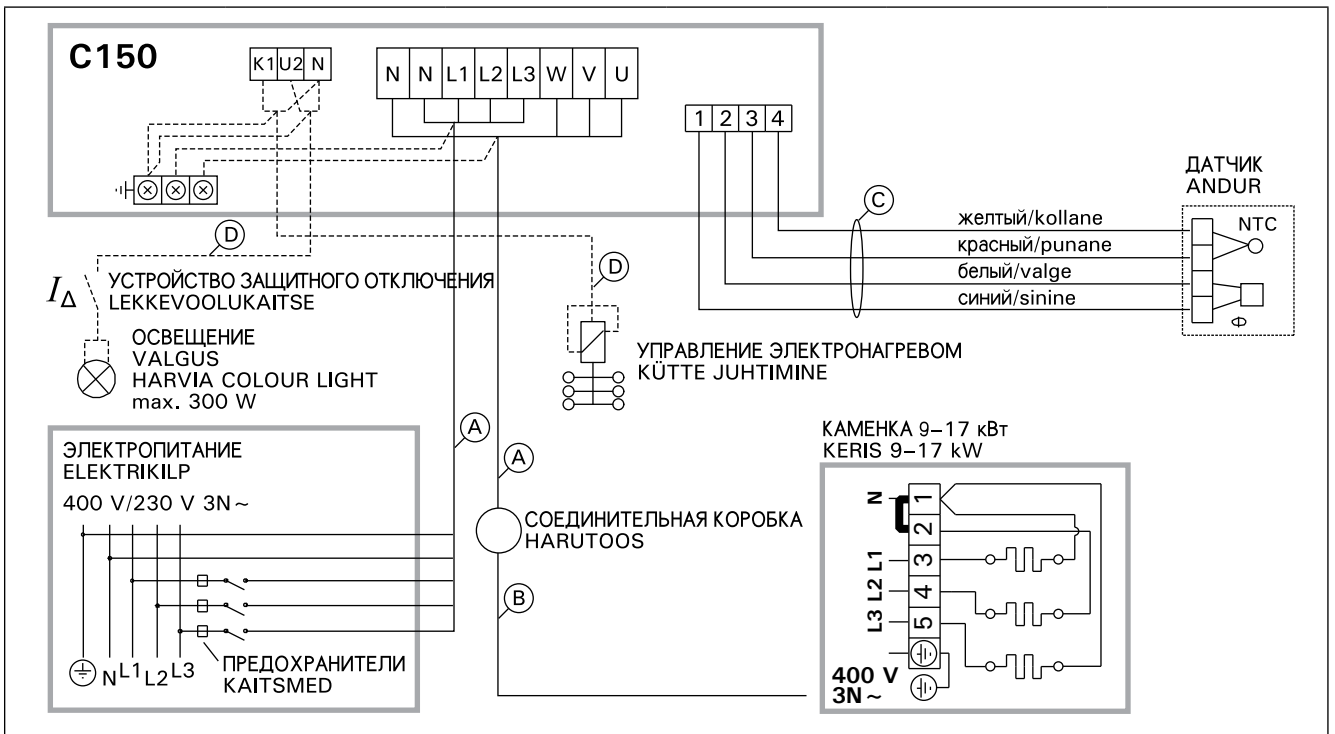 C150
K1 U2 N
N N L1 L2 L3 W V U
1 2 3 4
ДАТЧИК
ANDUR
NTC
C
желтый/kollane
красный/punane
белый/valge
синий/sinine
Φ
D
I∆
УСТРОЙСТВО ЗАЩИТНОГО ОТКЛЮЧЕНИЯ
LEKKEVOOLUKAITSE
D
ОСВЕЩЕНИЕ
VALGUS
HARVIA COLOUR LIGHT
max. 300 W
УПРАВЛЕНИЕ ЭЛЕКТРОНАГРЕВОМ
KÜTTE JUHTIMINE
A
A
ЭЛЕКТРОПИТАНИЕ
ELEKTRIKILP
400 V/230 V 3N~
N L1 L2 L3
ПРЕДОХРАНИТЕЛИ
KAITSMED
СОЕДИНИТЕЛЬНАЯ КОРОБКА
HARUTOOS
B
КАМЕНКА 9–17 кВт
KERIS 9–17 kW
N 1
2
L1 3
L2 4
L3 5
400 V
3N~